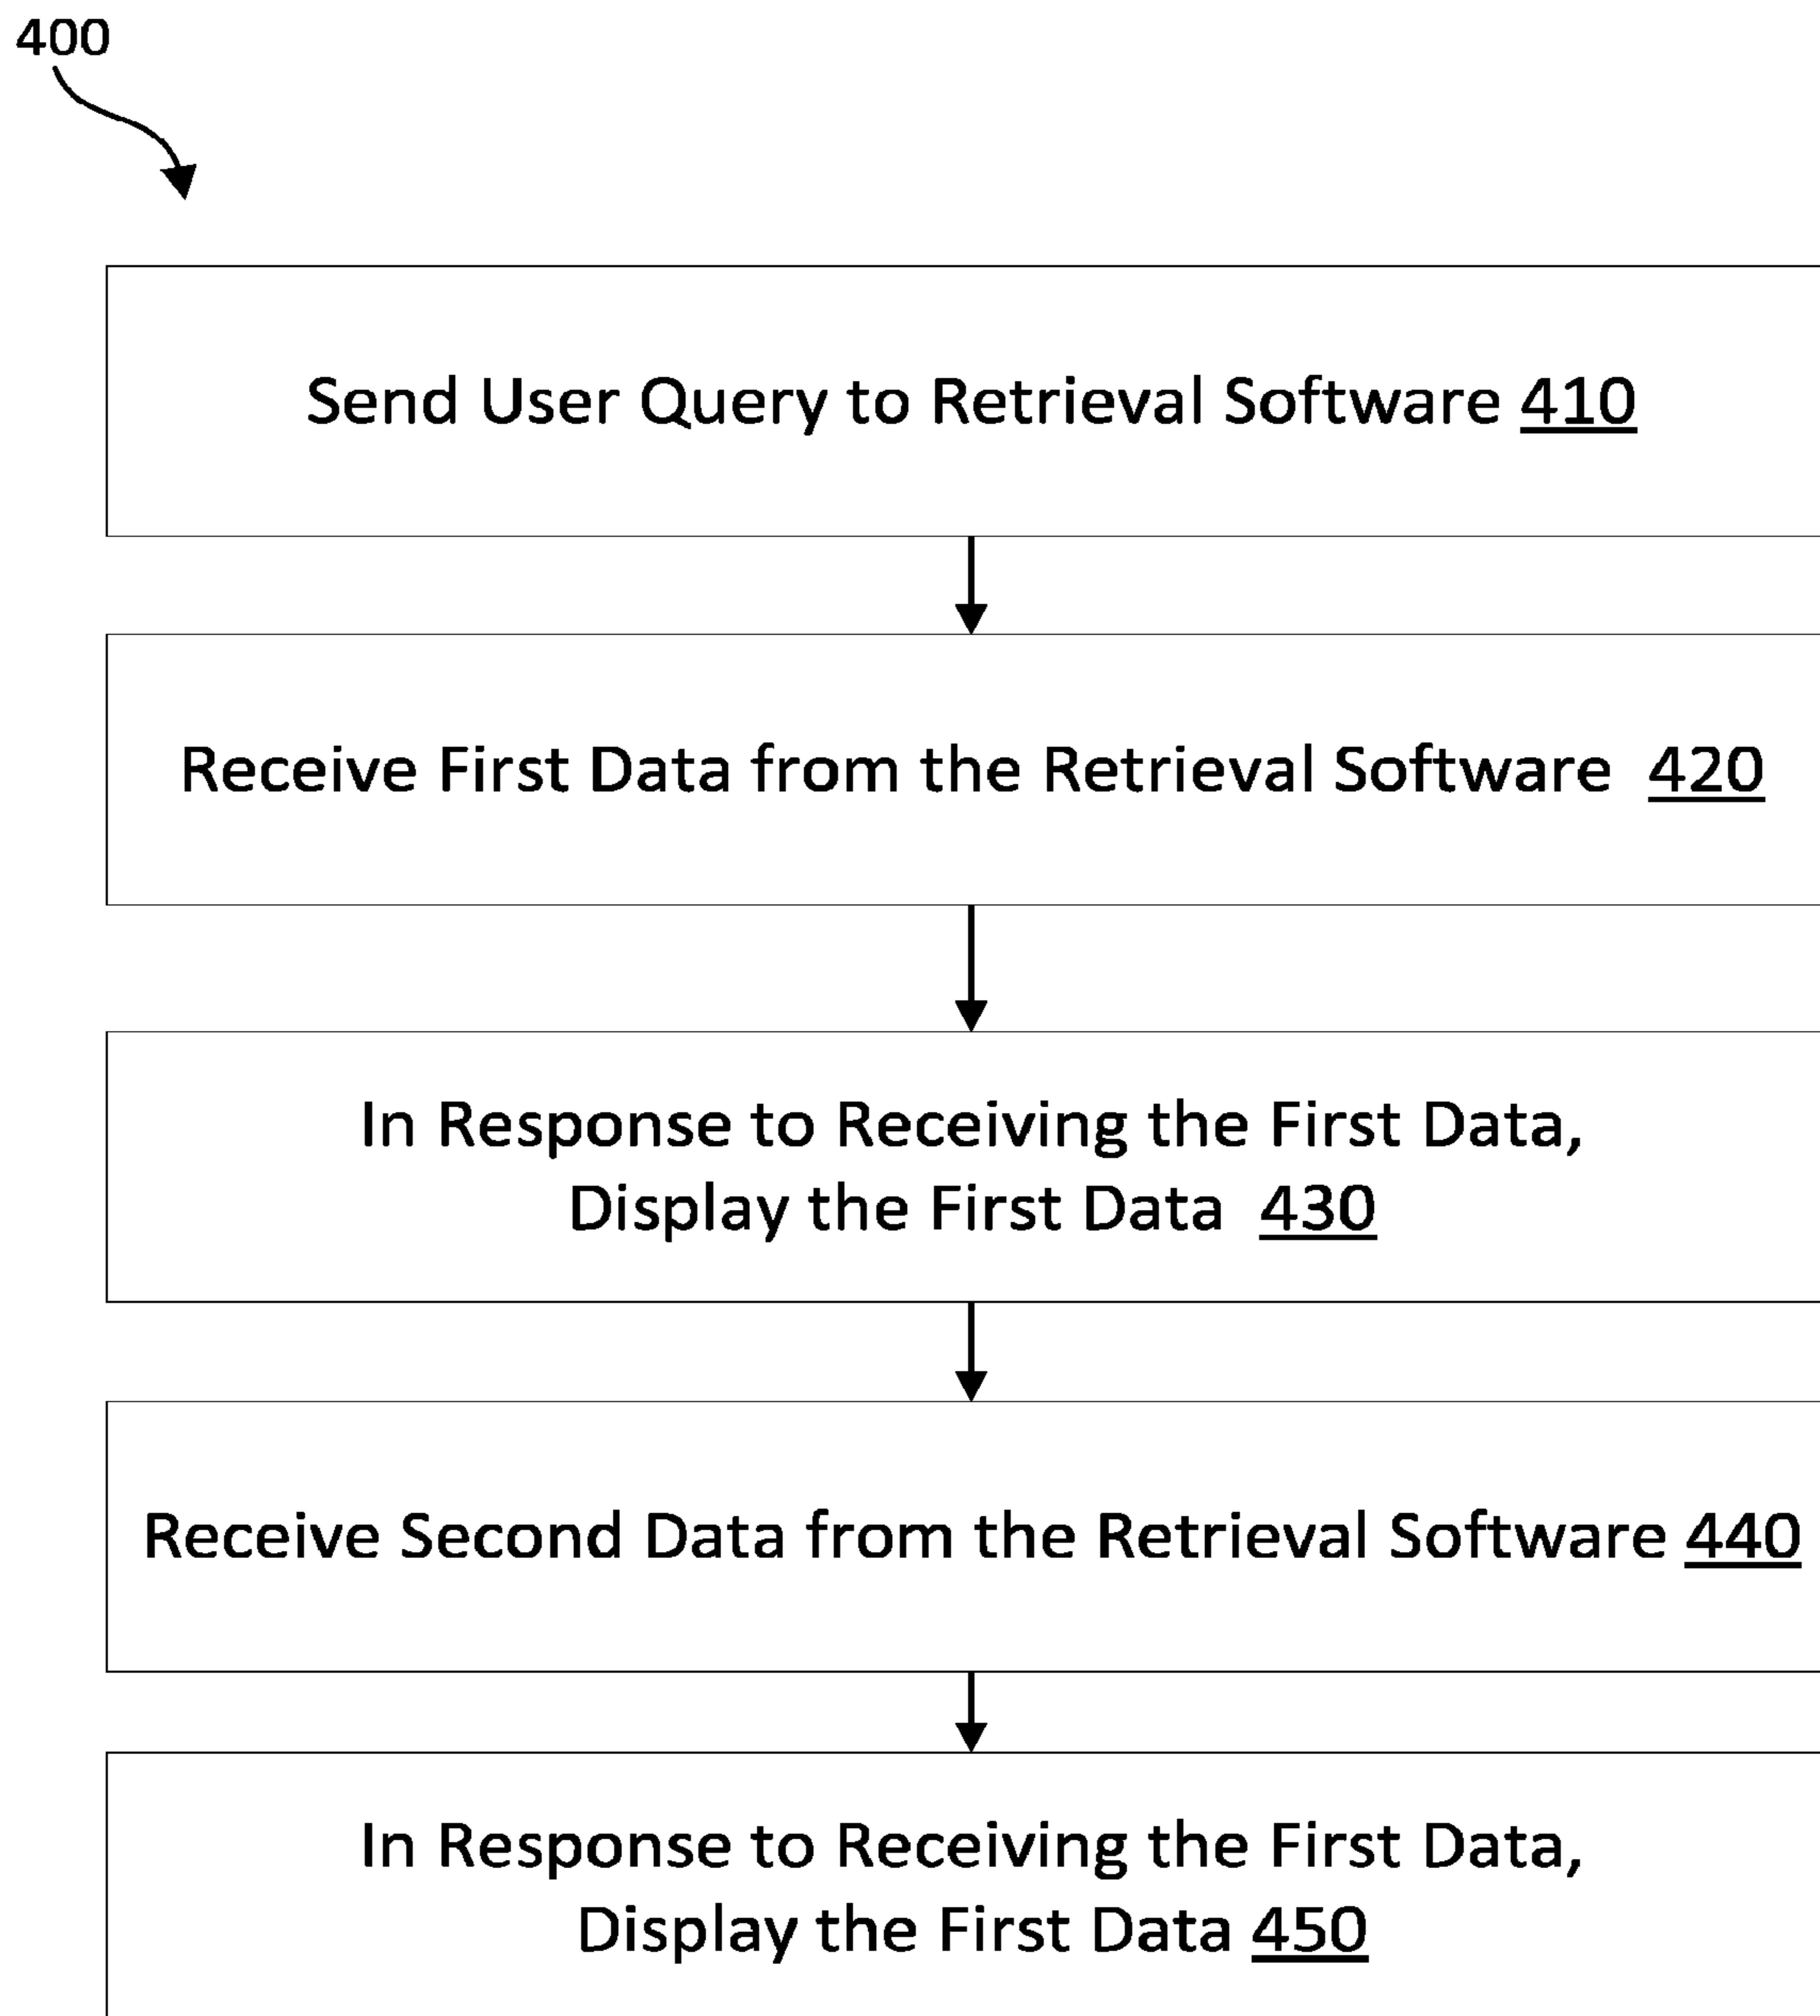 400
Send User Query to Retrieval Software 410
Receive First Data from the Retrieval Software 420
In Response to Receiving the First Data,
Display the First Data 430
Receive Second Data from the Retrieval Software 440
In Response to Receiving the First Data,
Display the First Data 450